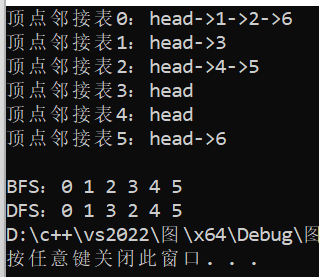 顶点邻接表0：head->1->2->6
顶点邻接表1：head->3
顶点邻接表2：head->4->5
顶点邻接表3：head
顶点邻接表4：head
顶点邻接表5：head->6
BFS：0 1 2 3 4 5
DFS：0 1 3 2 4 5
D:\c++\vs2022\图\x64\Debug\图
按任意键关闭此窗口. . .